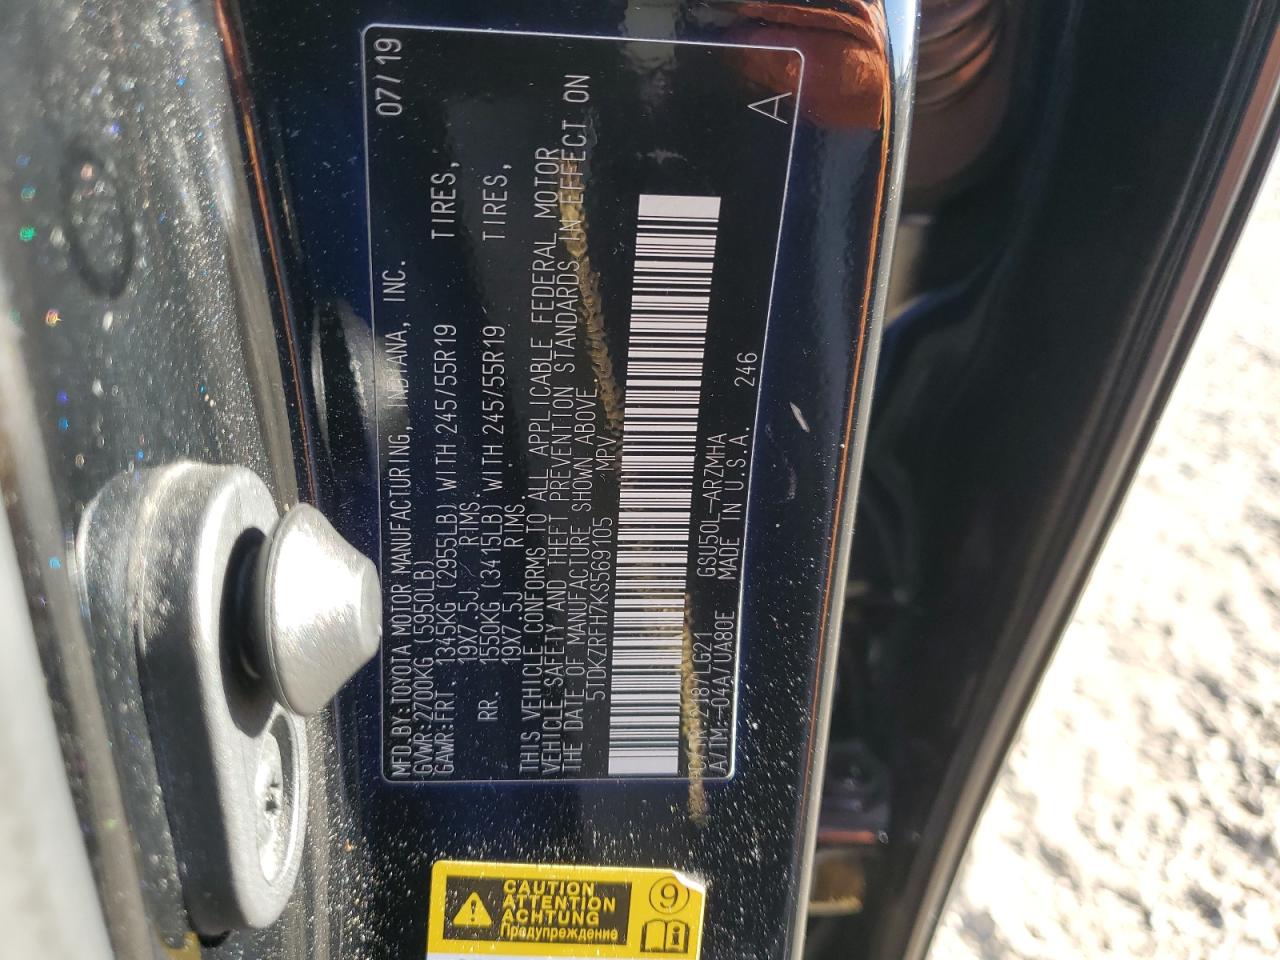 MFD.BY:TOYOTA MOTOR MANUFACTURING, INDIANA, INC. 07/19
GVWR:2700KG (5950LB)
GAWR:FRT. 1345KG (2955LB) WITH 245/55R19 TIRES,
19X7.5J RIMS.
RR. 1550KG (3415LB) WITH 245/55R19 TIRES,
19X7.5J RIMS.
THIS VEHICLE CONFORMS TO ALL APPLICABLE FEDERAL MOTOR
VEHICLE SAFETY AND THEFT PREVENTION STANDARDS IN EFFECT ON
THE DATE OF MANUFACTURE SHOWN ABOVE.
5TDKZRFH7KS569105 MPV
218/LG21 GSU50L-ARZMHA
A/TM:-04A/UA80E MADE IN U.S.A. 246
A
CAUTION
ATTENTION
ACHTUNG
Предупреждение
9
i